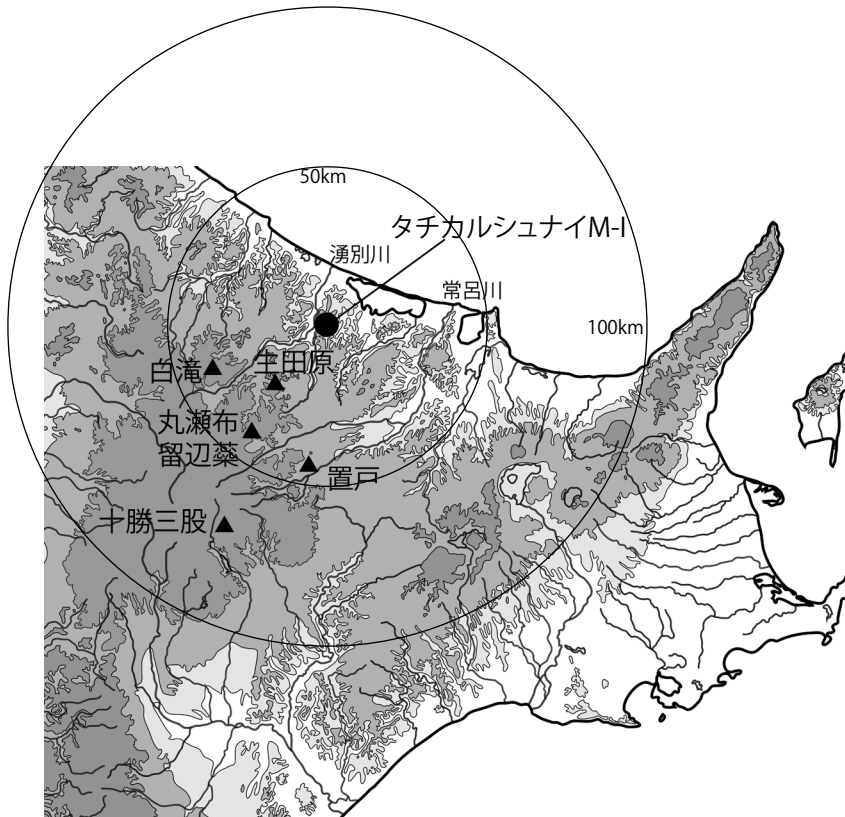 50km
タチカルシュナイM-I
湧別川
常呂川
100km
白滝
生田原
丸瀬布
留辺蘂
置戸
十勝三股